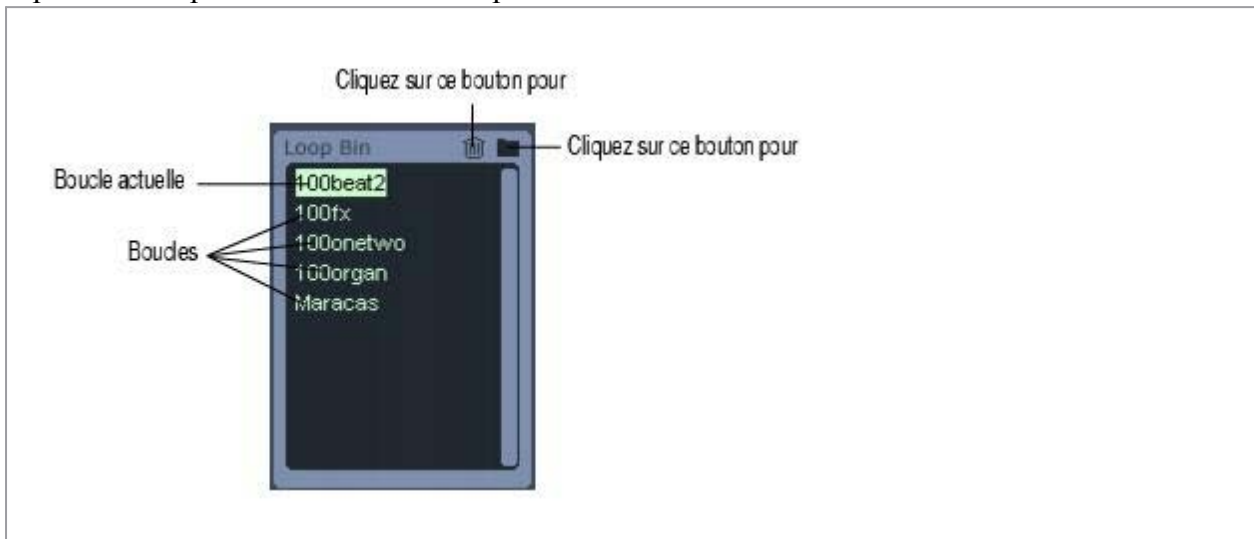 Cliquez sur ce bouton pour
Loop Bin
Cliquez sur ce bouton pour
Boucle actuelle
100beat2
100fx
Boucles
100onetwo
100organ
Maracas